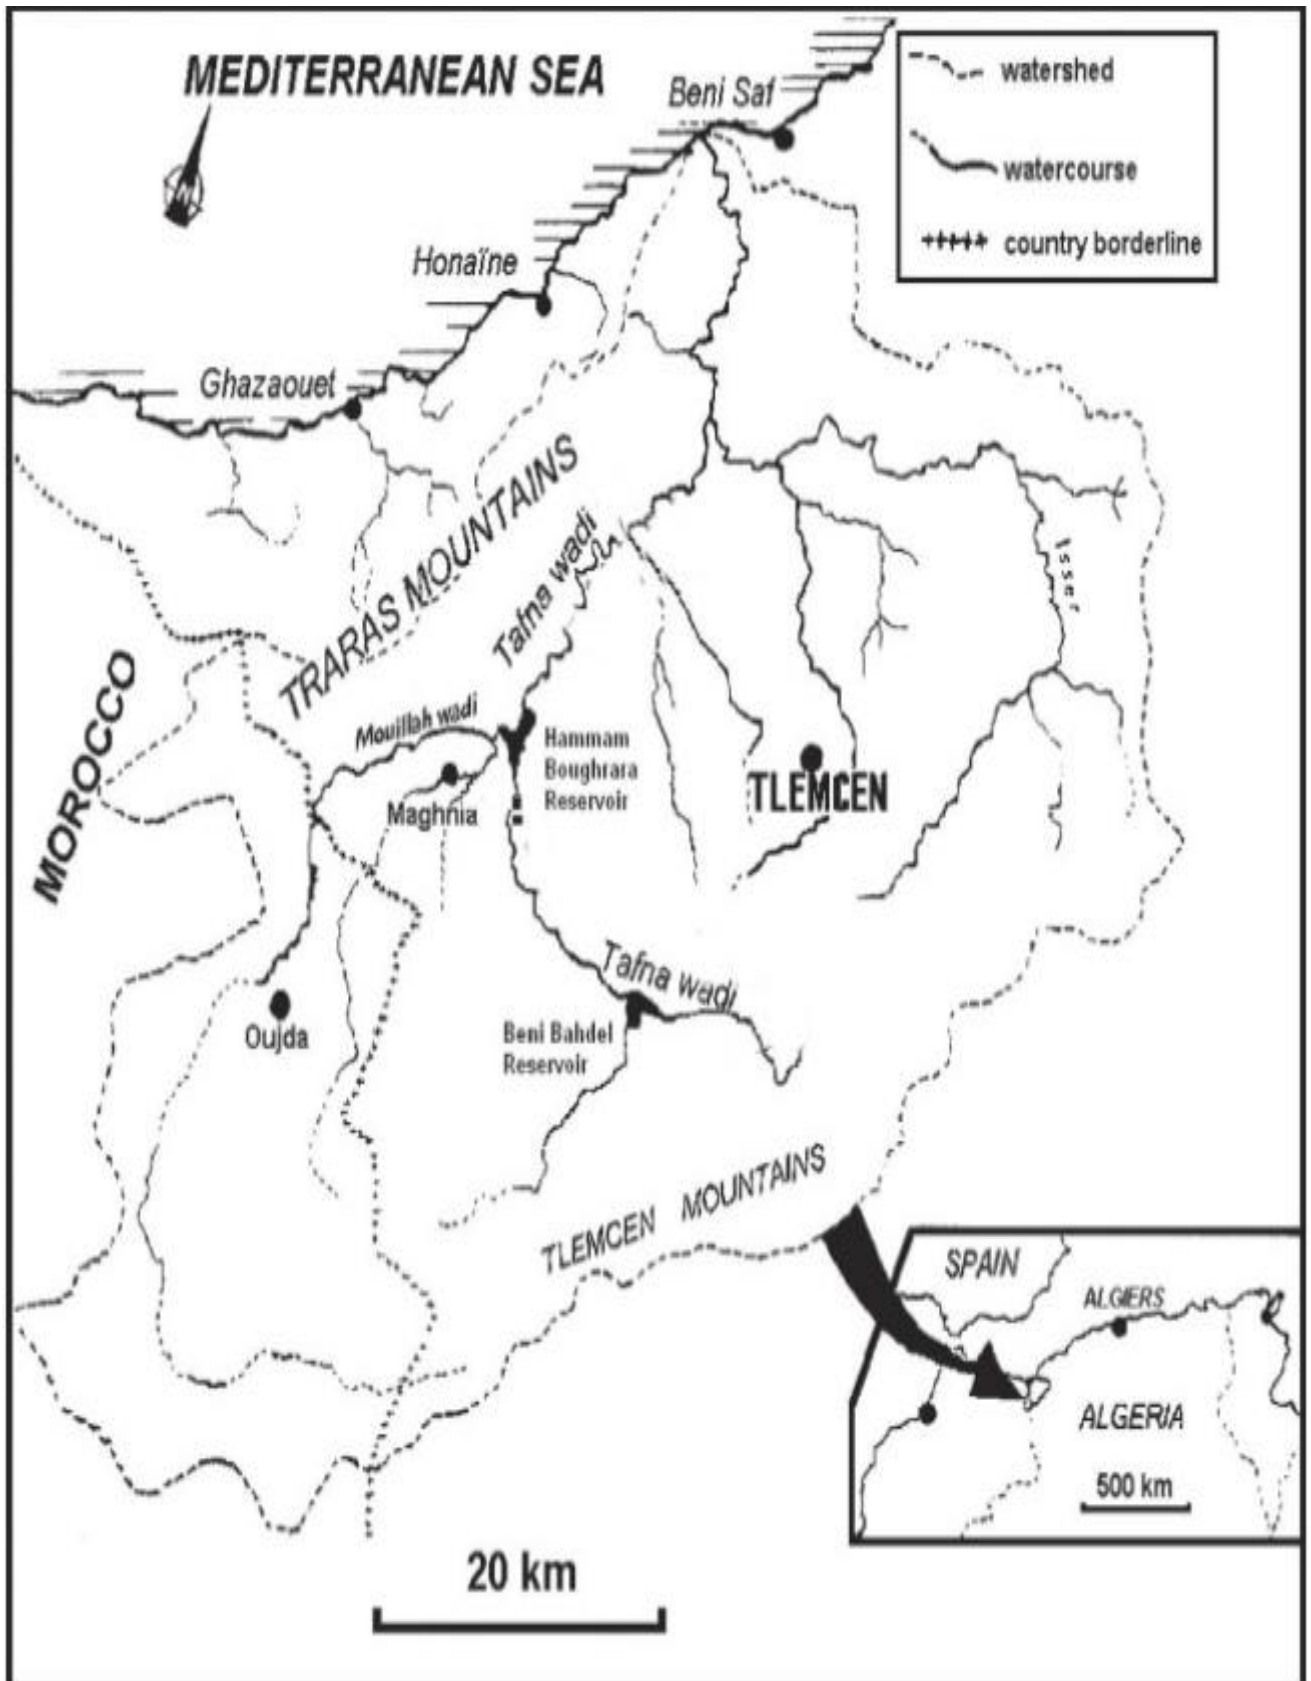 MEDITERRANEAN SEA
Beni Saf
watershed
watercourse
country borderline
Honaïne
Ghazaouet
TRARAS MOUNTAINS
Tafna wadi
Isser
MOROCCO
Mouillah wadi
Hammam
Boughrara
Reservoir
Maghnia
TLEMCEN
Tafna wadi
Oujda
Beni Bahdel
Reservoir
TLEMCEN MOUNTAINS
SPAIN
ALGIERS
ALGERIA
500 km
20 km